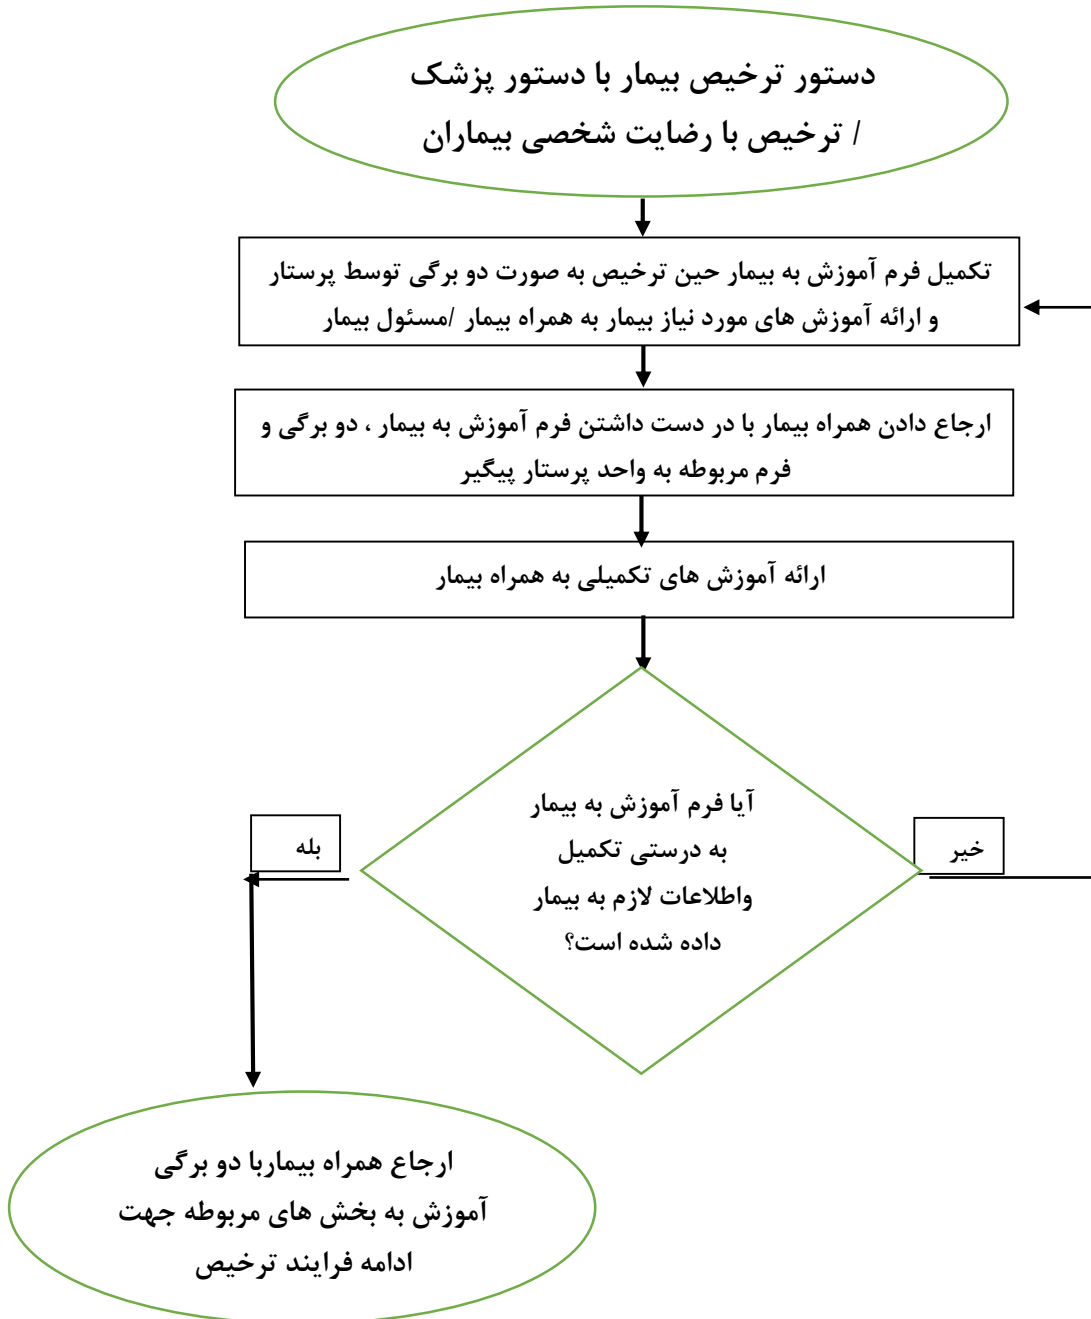 دستور ترخیص بیمار با دستور پزشک
/ ترخیص با رضایت شخصی بیماران
تکمیل فرم آموزش به بیمار حین ترخیص به صورت دو برگی توسط پرستار
و ارائه آموزش های مورد نیاز بیمار به همراه بیمار /مسئول بیمار
ارجاع دادن همراه بیمار با در دست داشتن فرم آموزش به بیمار ، دو برگی و
فرم مربوطه به واحد پرستار پیگیر
ارائه آموزش های تکمیلی به همراه بیمار
آیا فرم آموزش به بیمار
به درستی تکمیل
واطلاعات لازم به بیمار
داده شده است؟
خیر
بله
ارجاع همراه بیماربا دو برگی
آموزش به بخش های مربوطه جهت
ادامه فرایند ترخیص